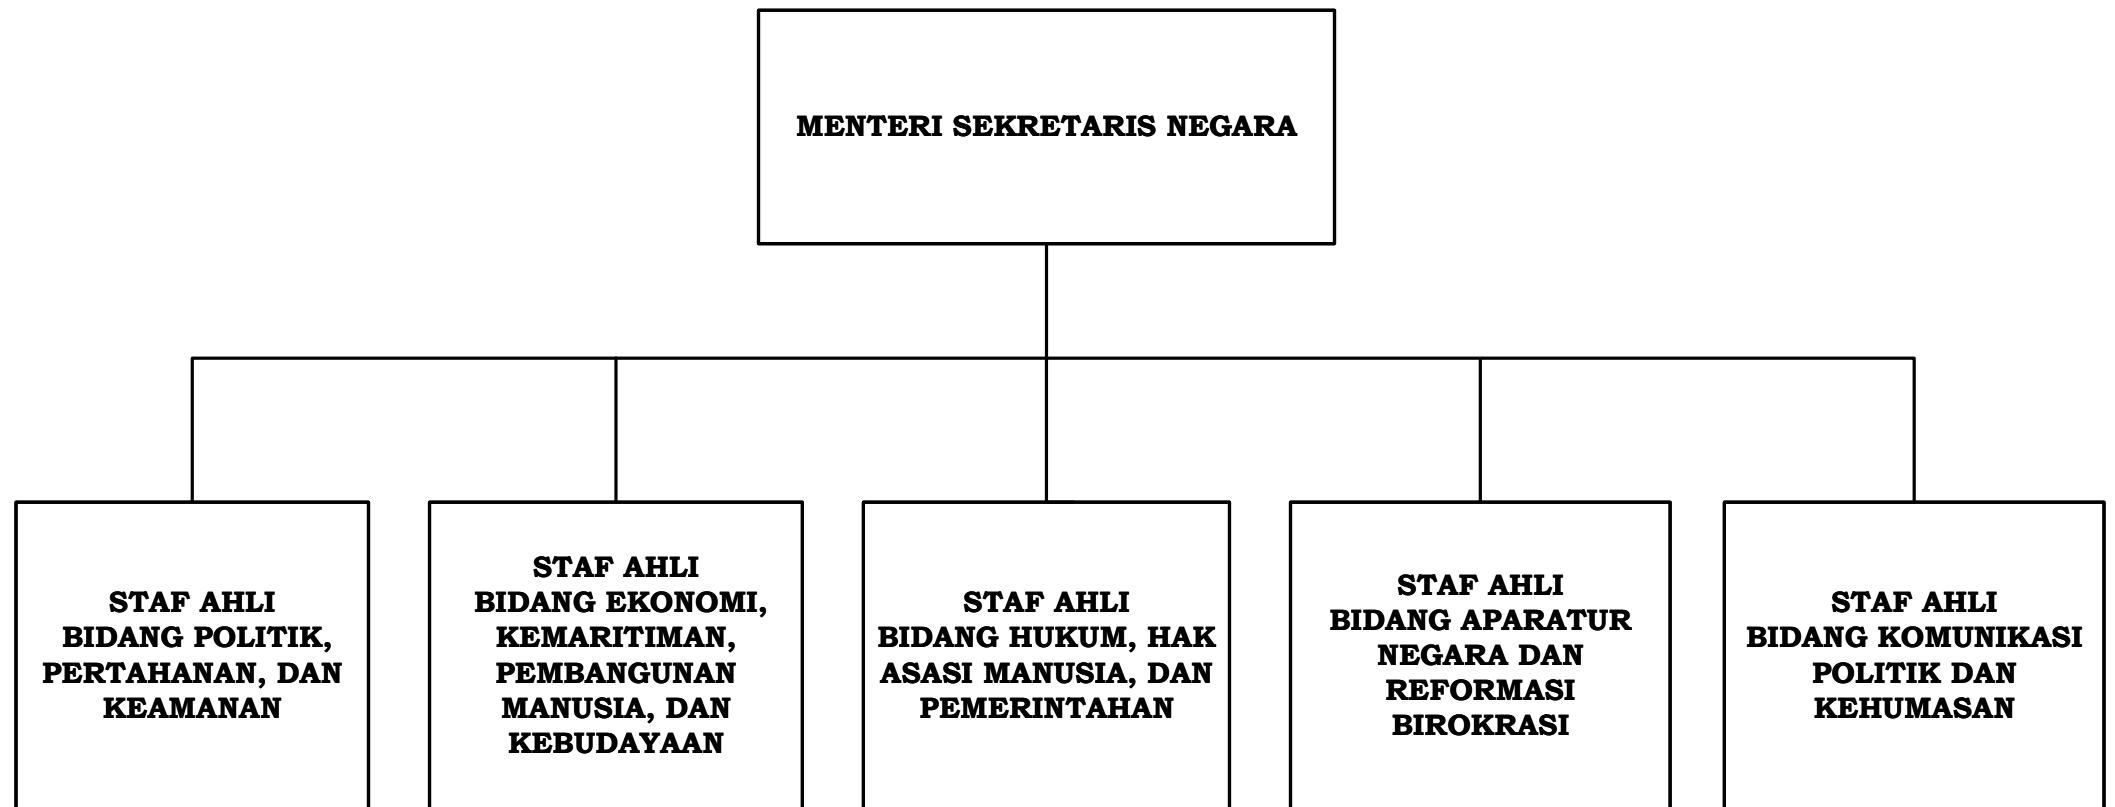 MENTERI SEKRETARIS NEGARA
STAF AHLI
BIDANG POLITIK,
PERTAHANAN, DAN
KEAMANAN
STAF AHLI
BIDANG EKONOMI,
KEMARITIMAN,
PEMBANGUNAN
MANUSIA, DAN
KEBUDAYAAN
STAF AHLI
BIDANG HUKUM, HAK
ASASI MANUSIA, DAN
PEMERINTAHAN
STAF AHLI
BIDANG APARATUR
NEGARA DAN
REFORMASI
BIROKRASI
STAF AHLI
BIDANG KOMUNIKASI
POLITIK DAN
KEHUMASAN